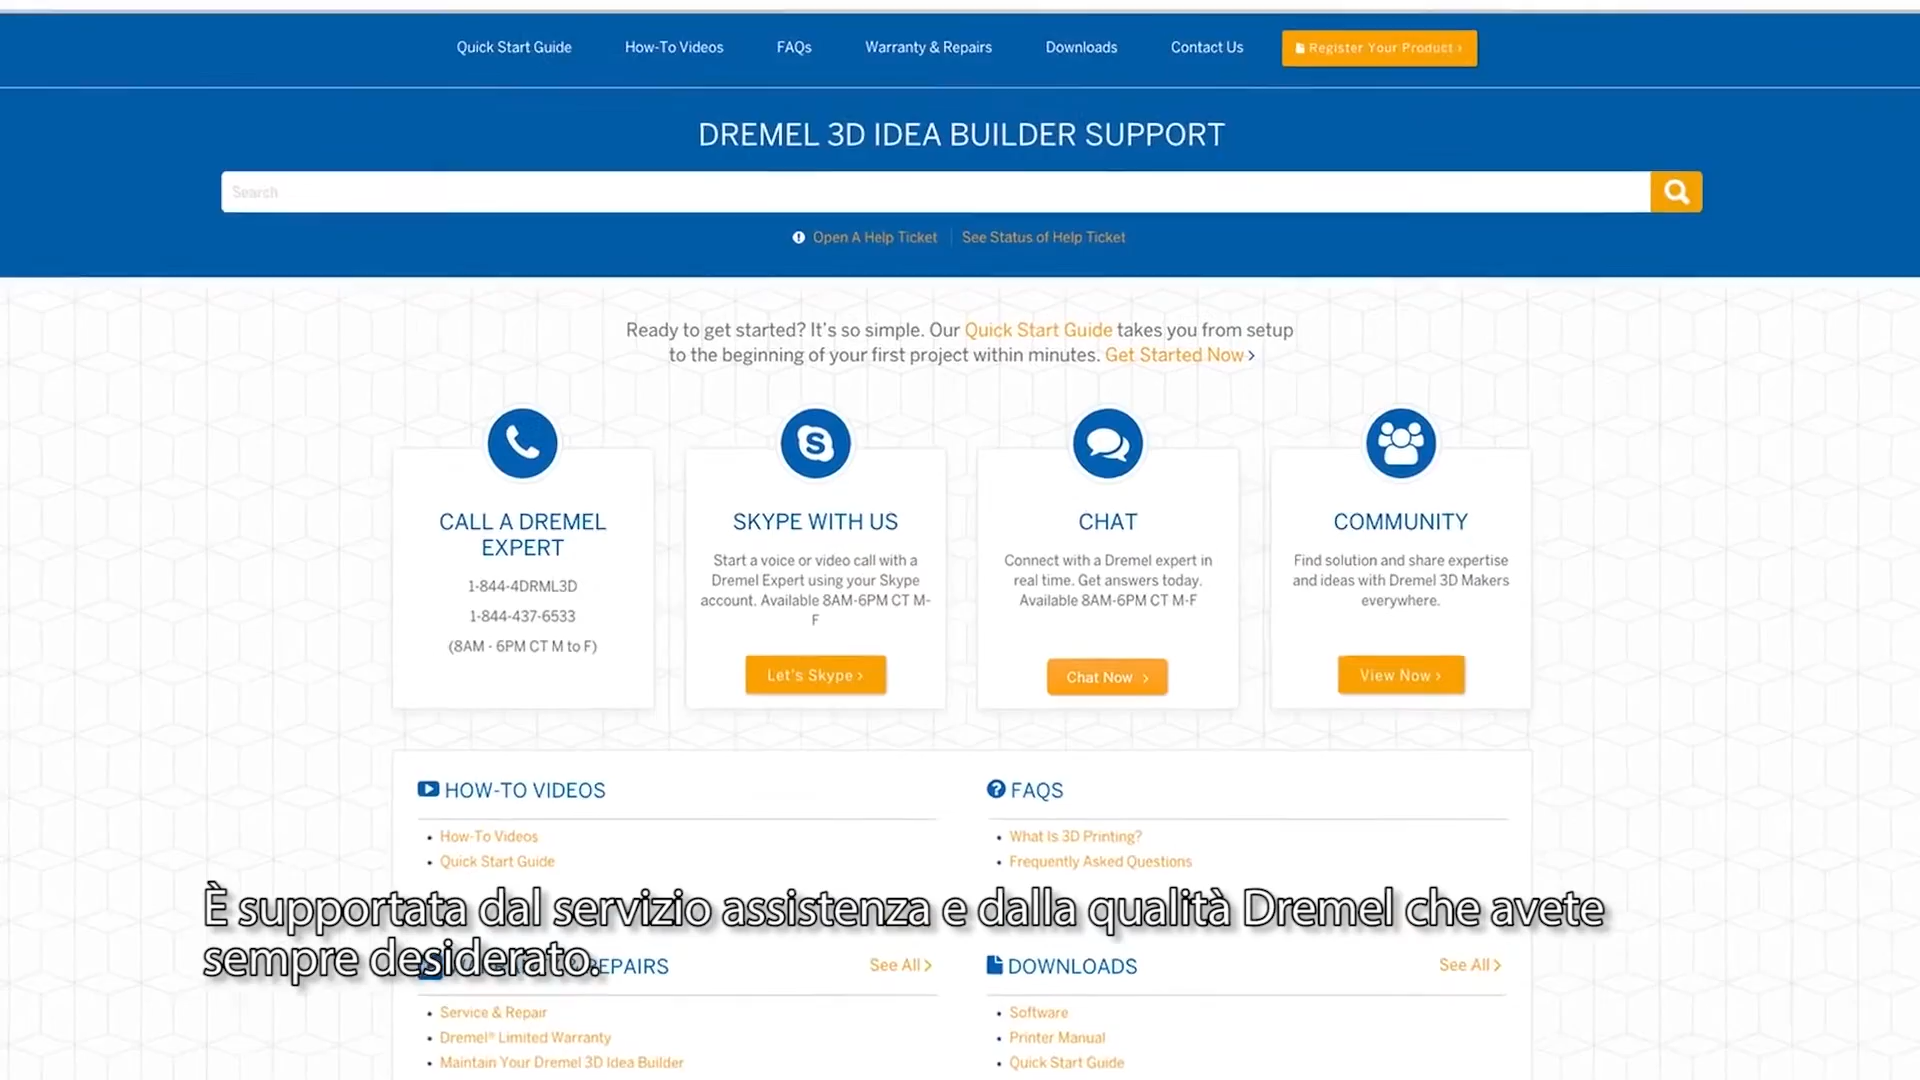 Quick Start Guide
How-To Videos
FAQs
Warranty & Repairs
Downloads
Contact Us
Register Your Product ›
DREMEL 3D IDEA BUILDER SUPPORT
Search
Open A Help Ticket
See Status of Help Ticket
Ready to get started? It's so simple. Our Quick Start Guide takes you from setup
to the beginning of your first project within minutes. Get Started Now ›
CALL A DREMEL
EXPERT
1-844-4DRML3D
1-844-437-6533
(8AM - 6PM CT M to F)
SKYPE WITH US
Start a voice or video call with a
Dremel Expert using your Skype
account. Available 8AM-6PM CT M-
F
Let's Skype ›
CHAT
Connect with a Dremel expert in
real time. Get answers today.
Available 8AM-6PM CT M-F
Chat Now ›
COMMUNITY
Find solution and share expertise
and ideas with Dremel 3D Makers
everywhere.
View Now ›
HOW-TO VIDEOS
• How-To Videos
• Quick Start Guide
FAQS
• What Is 3D Printing?
• Frequently Asked Questions
È supportata dal servizio assistenza e dalla qualità Dremel che avete
sempre desiderato.
REPAIRS
See All ›
• Service & Repair
• Dremel® Limited Warranty
• Maintain Your Dremel 3D Idea Builder
DOWNLOADS
See All ›
• Software
• Printer Manual
• Quick Start Guide